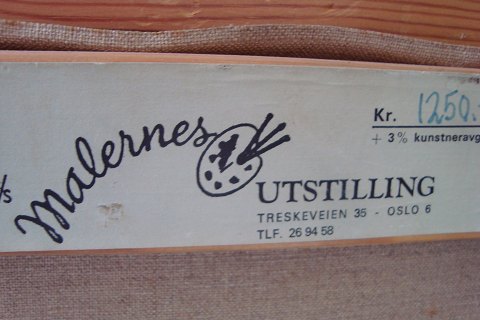 Malernes
UTSTILLING
TRESKEVEIEN 35 - OSLO 6
TLF. 26 94 58
Kr. 1250.-
+ 3% kunstneravg
/s